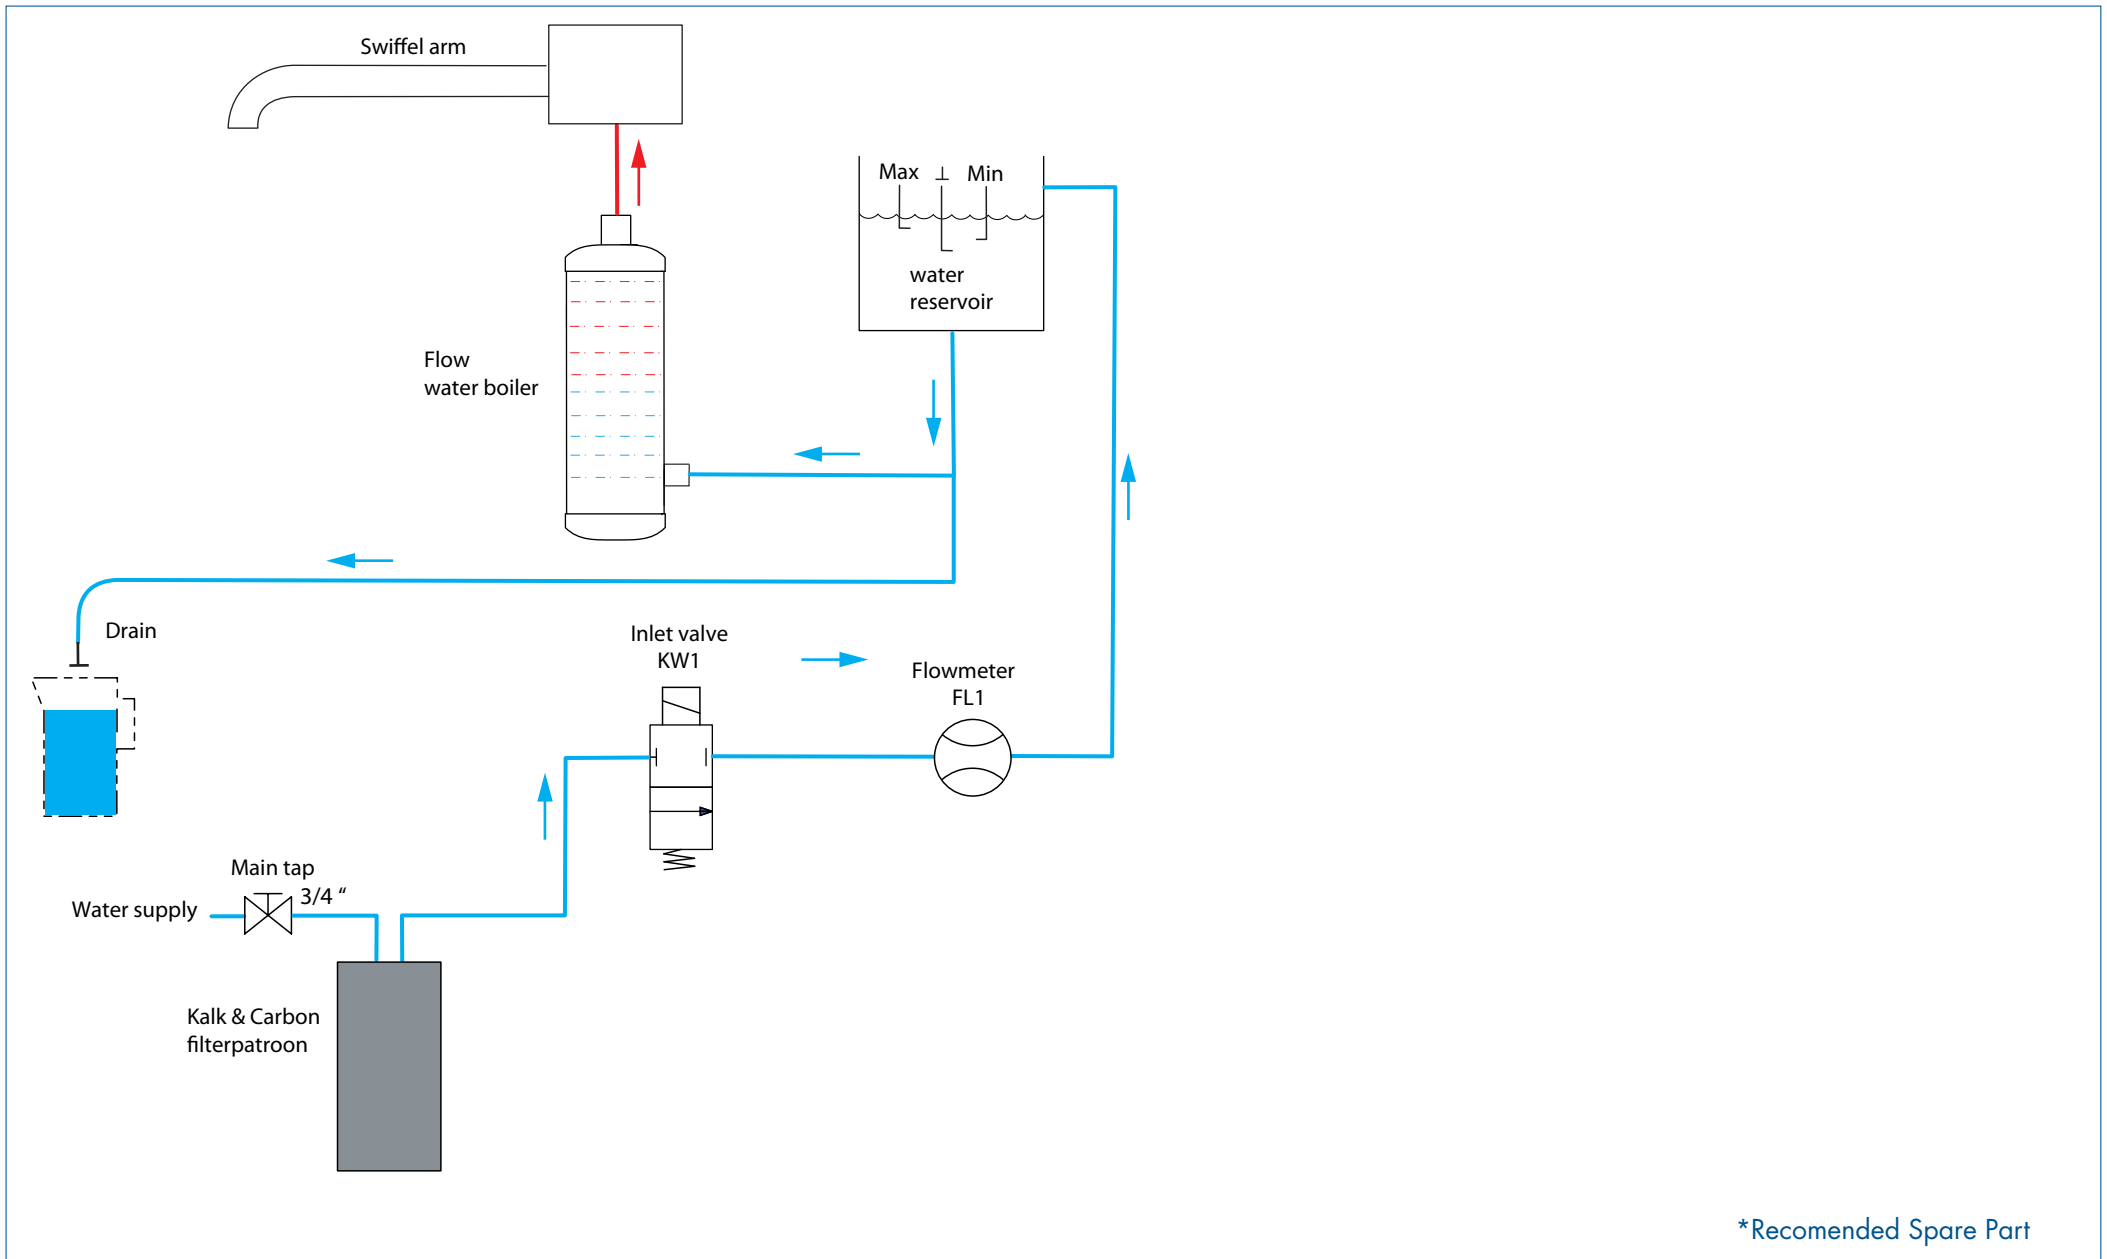 Swiffel arm
Max ⊥ Min
water
reservoir
Flow
water boiler
Drain
Inlet valve
KW1
Flowmeter
FL1
Main tap
3/4 “
Water supply
Kalk & Carbon
filterpatroon
*Recomended Spare Part